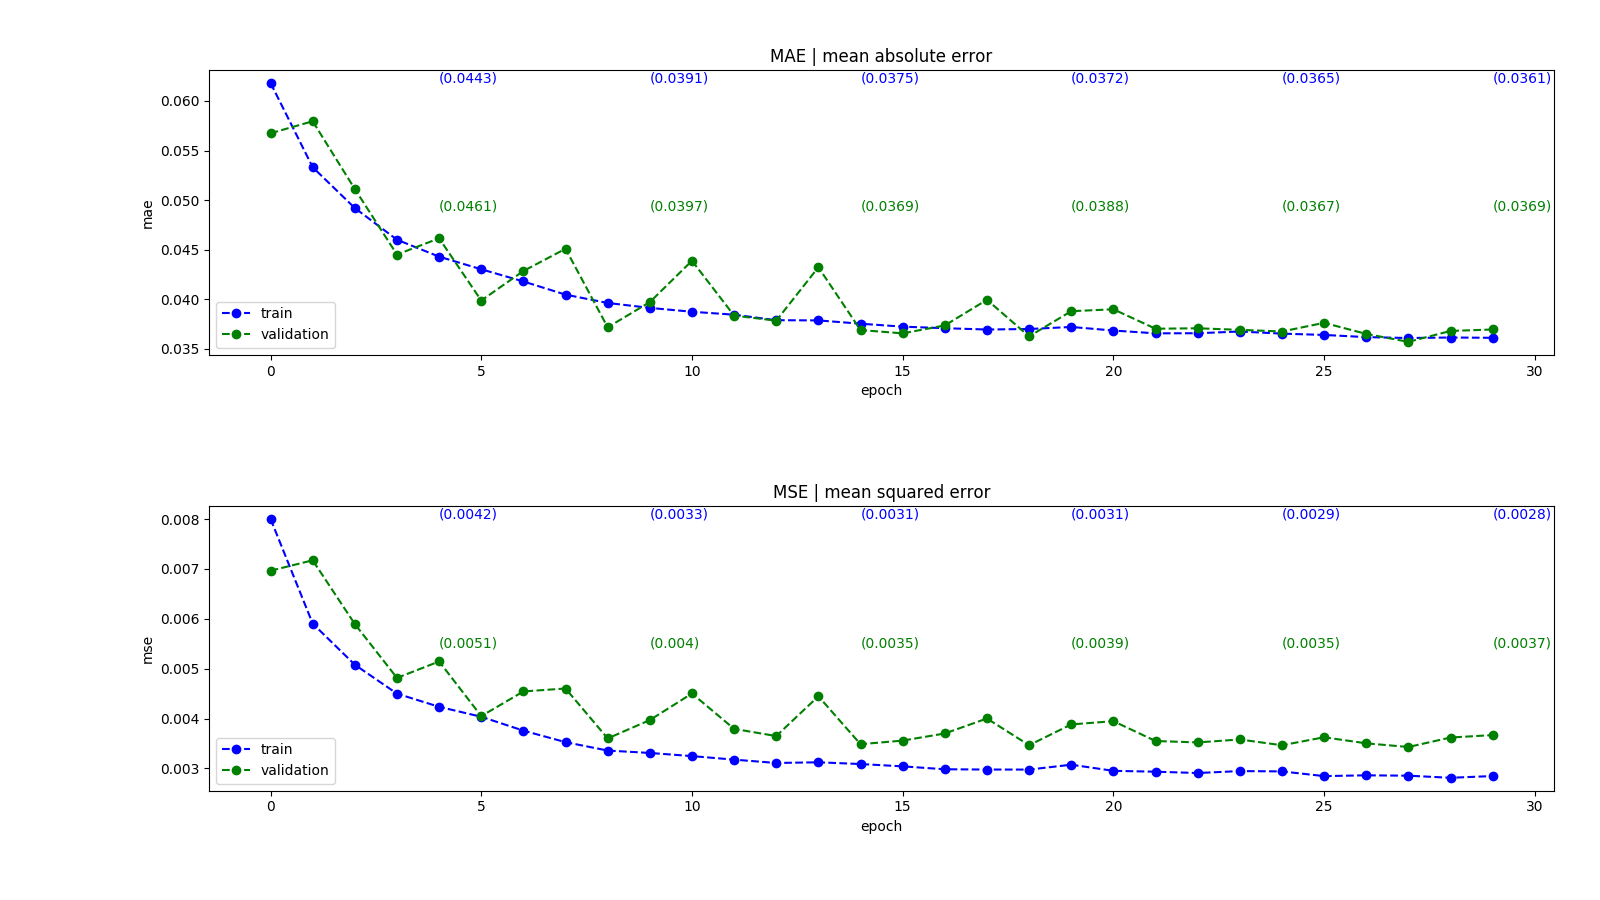 MAE | mean absolute error
(0.0443) (0.0391) (0.0375) (0.0372) (0.0365) (0.0361)
0.060
0.055
0.050
0.045
0.040
0.035
mae
(0.0461) (0.0397) (0.0369) (0.0388) (0.0367) (0.0369)
train
validation
0 5 10 15 20 25 30
epoch
MSE | mean squared error
(0.0042) (0.0033) (0.0031) (0.0031) (0.0029) (0.0028)
0.008
0.007
0.006
0.005
0.004
0.003
mse
(0.0051) (0.004) (0.0035) (0.0039) (0.0035) (0.0037)
train
validation
0 5 10 15 20 25 30
epoch